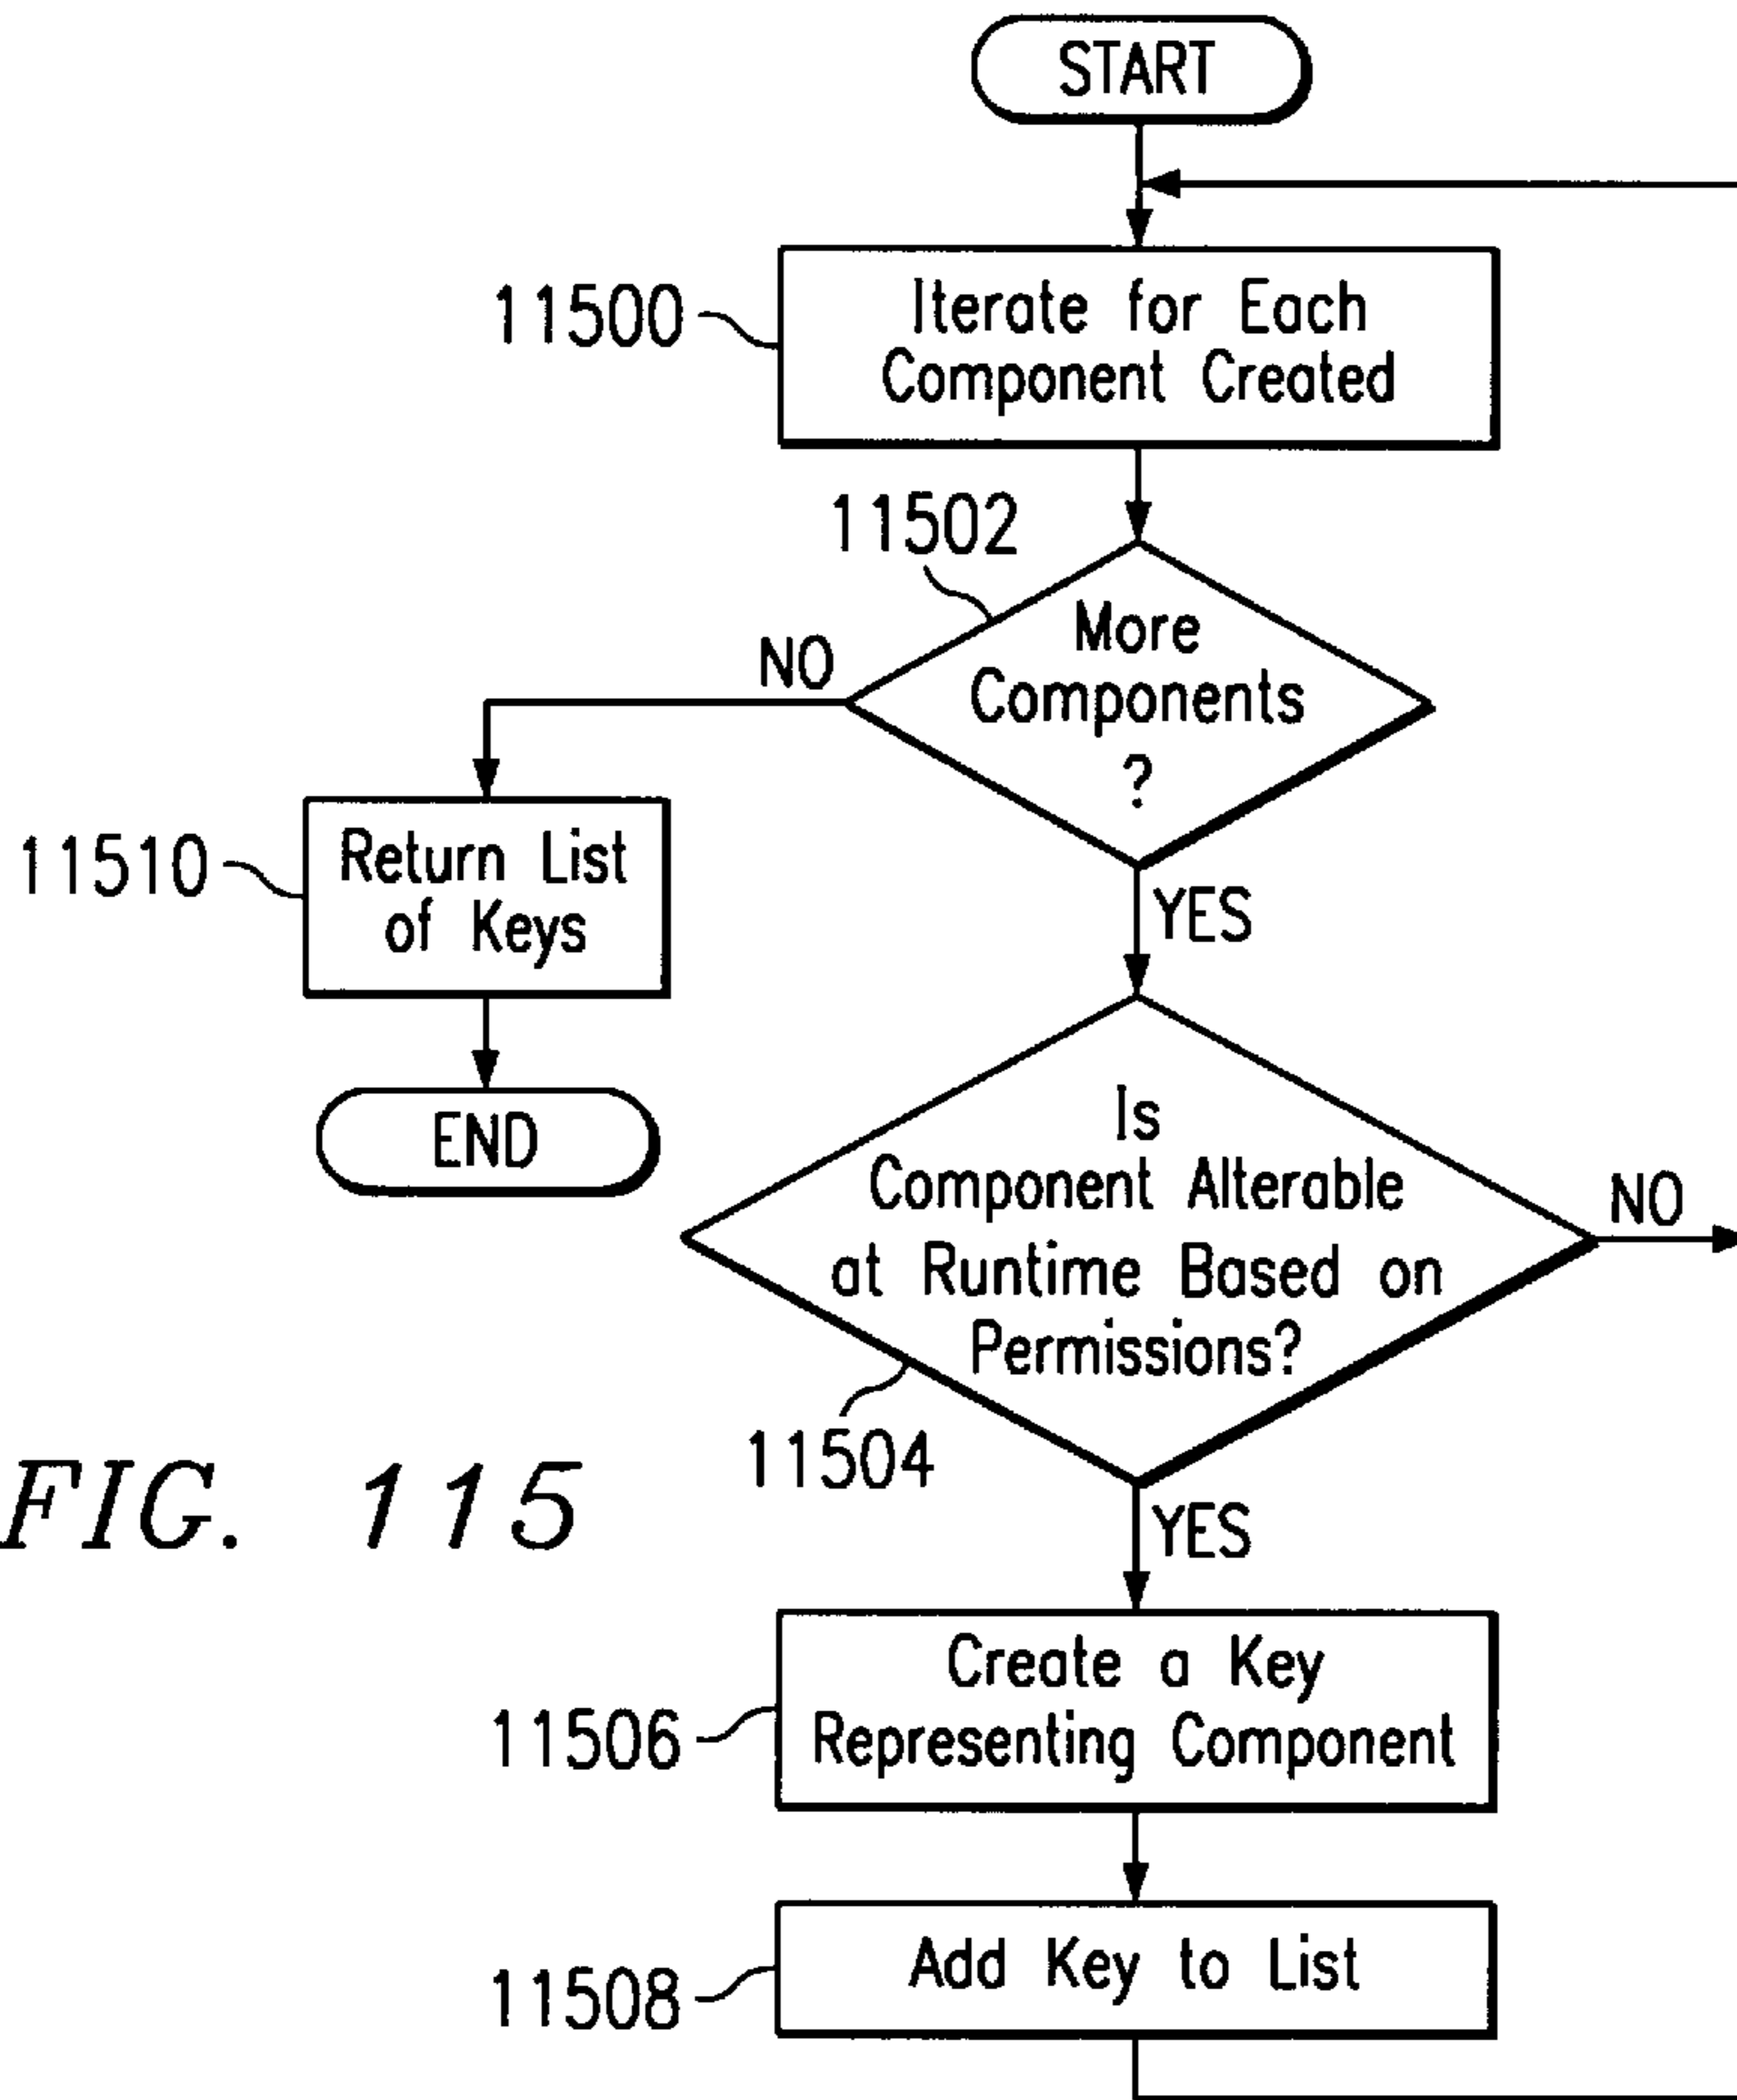 START
11500
Iterate for Each
Component Created
11502
More
Components
?
NO
YES
11510
Return List
of Keys
END
Is
Component Alterable
at Runtime Based on
Permissions?
NO
11504
YES
FIG. 115
Create a Key
Representing Component
11506
Add Key to List
11508